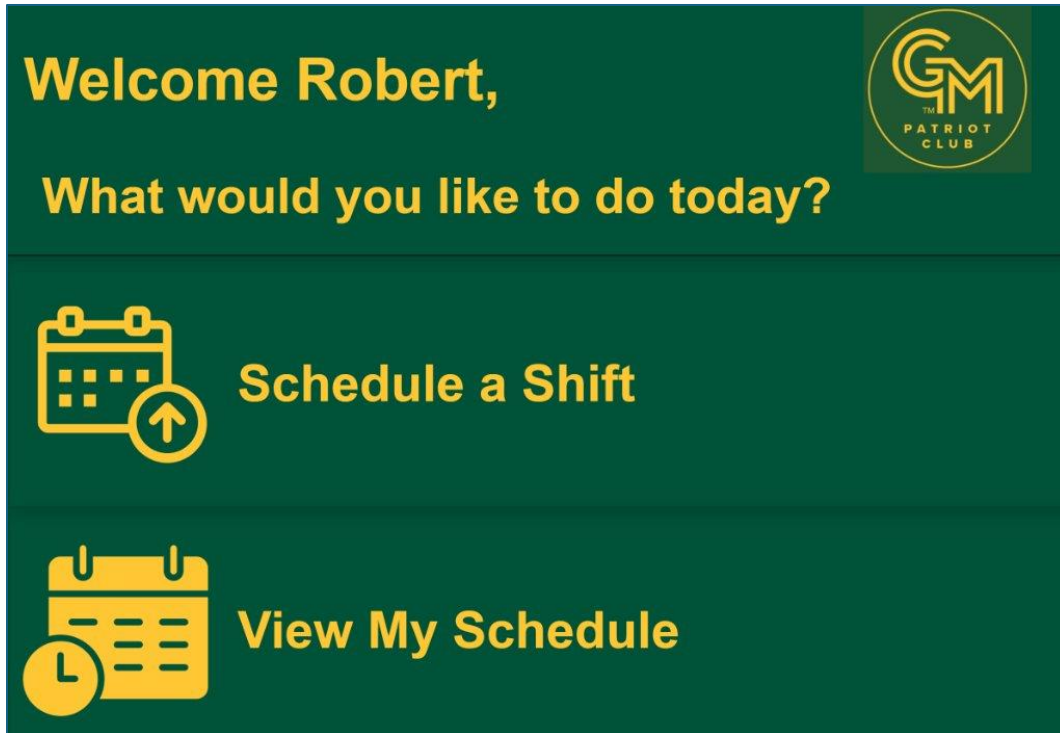 Welcome Robert,
GM
TM
PATRIOT
CLUB
What would you like to do today?
Schedule a Shift
View My Schedule